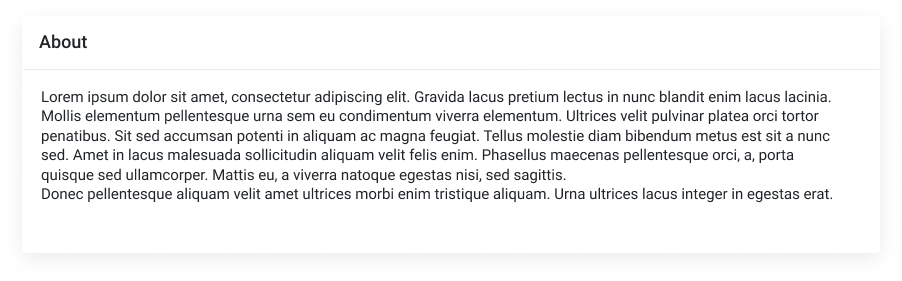 About
Lorem ipsum dolor sit amet, consectetur adipiscing elit. Gravida lacus pretium lectus in nunc blandit enim lacus lacinia.
Mollis elementum pellentesque urna sem eu condimentum viverra elementum. Ultrices velit pulvinar platea orci tortor
penatibus. Sit sed accumsan potenti in aliquam ac magna feugiat. Tellus molestie diam bibendum metus est sit a nunc
sed. Amet in lacus malesuada sollicitudin aliquam velit felis enim. Phasellus maecenas pellentesque orci, a, porta
quisque sed ullamcorper. Mattis eu, a viverra natoque egestas nisi, sed sagittis.
Donec pellentesque aliquam velit amet ultrices morbi enim tristique aliquam. Urna ultrices lacus integer in egestas erat.